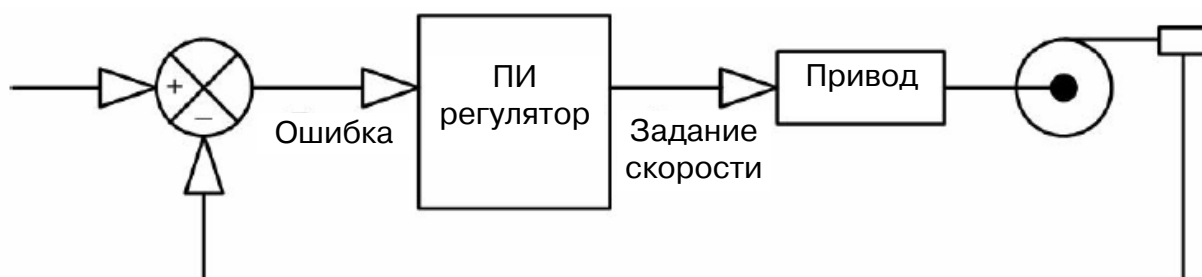 +
–
Ошибка
ПИ
регулятор
Задание
скорости
Привод